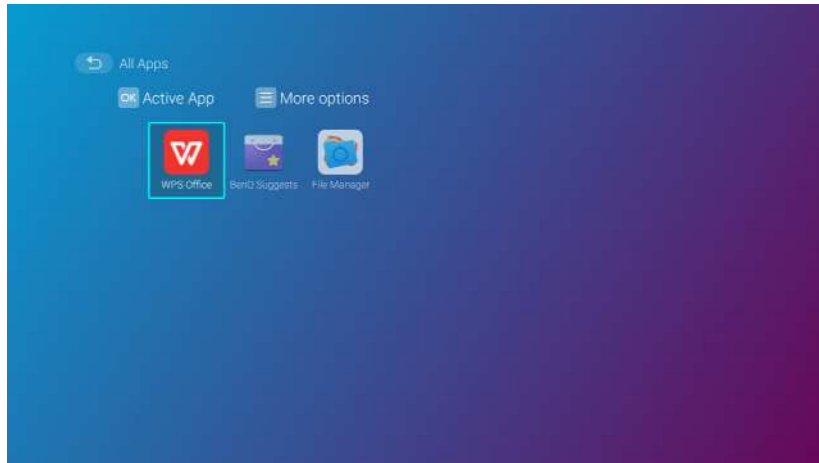 All Apps
OK Active App More options
WPS Office BenQ Suggests File Manager